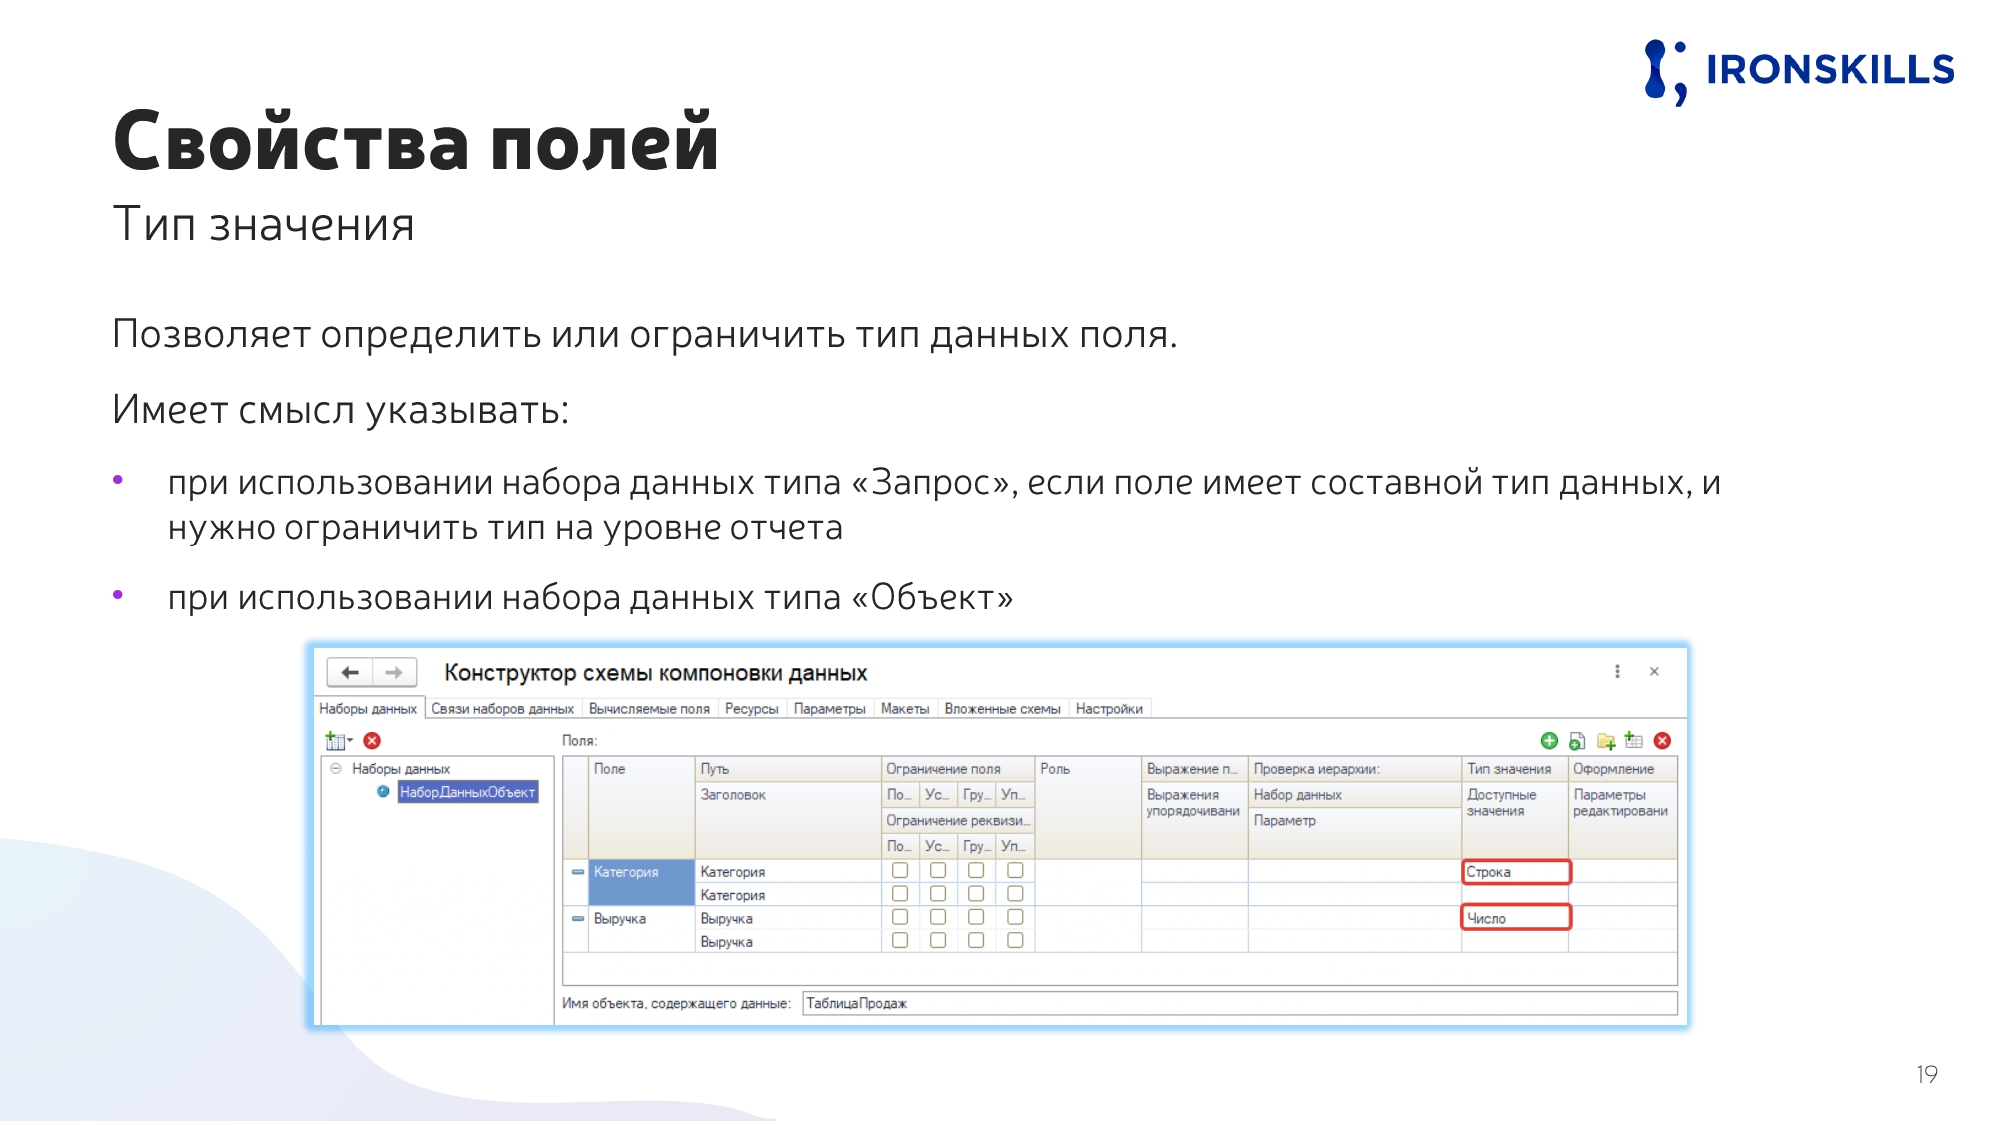 IRONSKILLS
Свойства полей
Тип значения
Позволяет определить или ограничить тип данных поля.
Имеет смысл указывать:
• при использовании набора данных типа «Запрос», если поле имеет составной тип данных, и
нужно ограничить тип на уровне отчета
• при использовании набора данных типа «Объект»
Конструктор схемы компоновки данных
Наборы данных Связи наборов данных Вычисляемые поля Ресурсы Параметры Макеты Вложенные схемы Настройки
Поля:
Наборы данных
НаборДанныхОбъект
Поле Путь Ограничение поля Роль Выражение п... Проверка иерархии: Тип значения Оформление
Заголовок По... Ус... Гру... Уп... Выражения упорядочивани Набор данных Доступные значения Параметры редактировани
Ограничение реквизи... Параметр
По... Ус... Гру... Уп...
Категория Категория Строка
Категория
Выручка Выручка Число
Выручка
Имя объекта, содержащего данные: ТаблицаПродаж
19